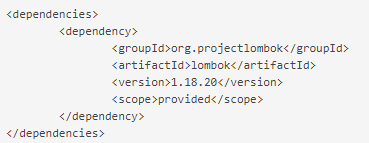 <dependencies>
<dependency>
<groupId>org.projectlombok</groupId>
<artifactId>lombok</artifactId>
<version>1.18.20</version>
<scope>provided</scope>
</dependency>
</dependencies>